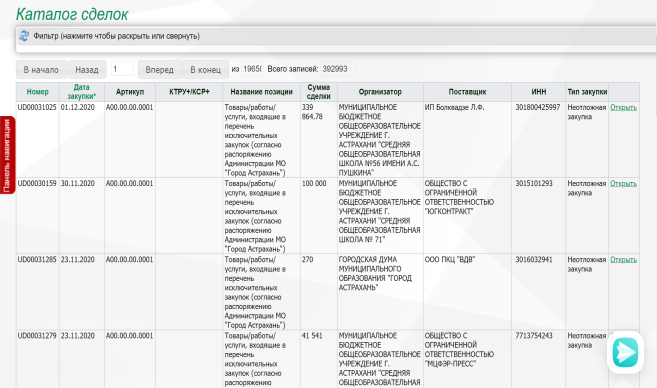 Каталог сделок
Фильтр (нажмите чтобы раскрыть или свернуть)
В начало Назад 1 Вперед В конец из 1965( Всего записей: 392993
Номер Дата закупки* Артикул КТРУ+/КСР+ Название позиции Сумма сделки Организатор Поставщик ИНН Тип закупки
UD00031025 01.12.2020 A00.00.00.0001 Товары/работы/ 339 МУНИЦИПАЛЬНОЕ ИП Болквадзе Л.Ф. 301800425997 Неотложная Открыть
услуги, входящие в 864.78 БЮДЖЕТНОЕ закупка
перечень ОБЩЕОБРАЗОВАТЕЛЬНОЕ
исключительных УЧРЕЖДЕНИЕ Г.
закупок (согласно АСТРАХАНИ "СРЕДНЯЯ
распоряжению ОБЩЕОБРАЗОВАТЕЛЬНАЯ
Администрации МО ШКОЛА №56 ИМЕНИ А.С.
"Город Астрахань") ПУШКИНА"
Панель навигации
UD00030159 30.11.2020 A00.00.00.0001 Товары/работы/ 100 000 МУНИЦИПАЛЬНОЕ ОБЩЕСТВО С 3015101293 Неотложная Открыть
услуги, входящие в БЮДЖЕТНОЕ ОГРАНИЧЕННОЙ закупка
перечень ОБЩЕОБРАЗОВАТЕЛЬНОЕ ОТВЕТСТВЕННОСТЬЮ
исключительных УЧРЕЖДЕНИЕ Г. "ЮГКОНТРАКТ"
закупок (согласно АСТРАХАНИ "СРЕДНЯЯ
распоряжению ОБЩЕОБРАЗОВАТЕЛЬНАЯ
Администрации МО ШКОЛА № 71"
"Город Астрахань")
UD00031285 23.11.2020 A00.00.00.0001 Товары/работы/ 270 ГОРОДСКАЯ ДУМА ООО ПКЦ "ВДВ" 3016032941 Неотложная Открыть
услуги, входящие в МУНИЦИПАЛЬНОГО закупка
перечень ОБРАЗОВАНИЯ "ГОРОД
исключительных АСТРАХАНЬ"
закупок (согласно
распоряжению
Администрации МО
"Город Астрахань")
UD00031279 23.11.2020 A00.00.00.0001 Товары/работы/ 41 541 МУНИЦИПАЛЬНОЕ ОБЩЕСТВО С 7713754243 Неотложная
услуги, входящие в БЮДЖЕТНОЕ ОГРАНИЧЕННОЙ закупка
перечень ОБЩЕОБРАЗОВАТЕЛЬНОЕ ОТВЕТСТВЕННОСТЬЮ
исключительных УЧРЕЖДЕНИЕ Г. "МЦФЭР-ПРЕСС"
закупок (согласно АСТРАХАНИ "СРЕДНЯЯ
распоряжению ОБЩЕОБРАЗОВАТЕЛЬНАЯ